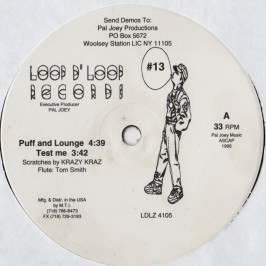 Send Demos To:
Pal Joey Productions
PO Box 5672
Woolsey Station LIC NY 11105
LOOP D' LOOP
RECORDS
Executive Producer
PAL JOEY
#13
A
33 RPM
Pal Joey Music
ASCAP
1995
Puff and Lounge 4:39
Test me 3:42
Scratches by KRAZY KRAZ
Flute: Tom Smith
Mfg. & Distr. in the USA
by M.T.I.
(718) 786-9473
FX (718) 729-3193
LDLZ 4105